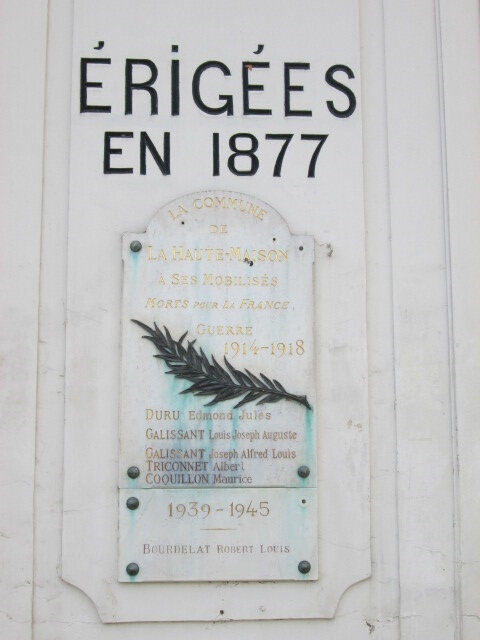 ÉRIGÉES
EN 1877
LA COMMUNE
DE
LA HAUTE-MAISON
À SES MOBILISÉS
MORTS POUR LA FRANCE.
GUERRE
1914-1918
DURU Edmond Jules
GALISSANT Louis Joseph Auguste
GALISSANT Joseph Alfred Louis
TRICONNET Albert
COQUILLON Maurice
1939-1945
BOURDELAT ROBERT LOUIS